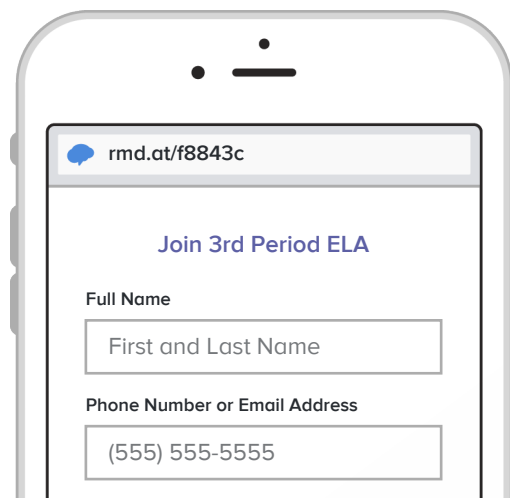 rmd.at/f8843c
Join 3rd Period ELA
Full Name
First and Last Name
Phone Number or Email Address
(555) 555-5555